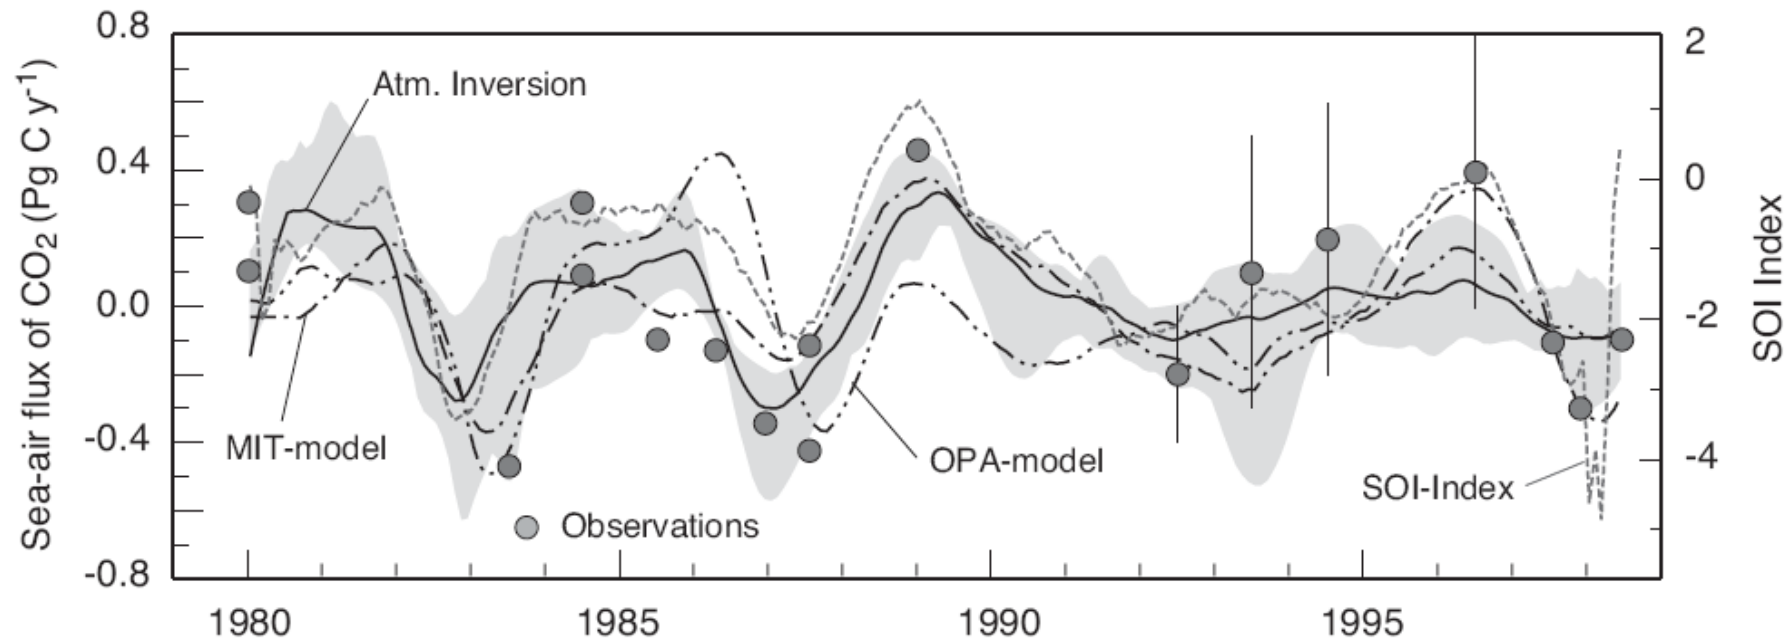 0.8
0.4
0.0
-0.4
-0.8
Sea-air flux of CO₂ (Pg C y⁻¹)
Atm. Inversion
MIT-model
Observations
OPA-model
SOI-Index
2
0
-2
-4
SOI Index
1980
1985
1990
1995